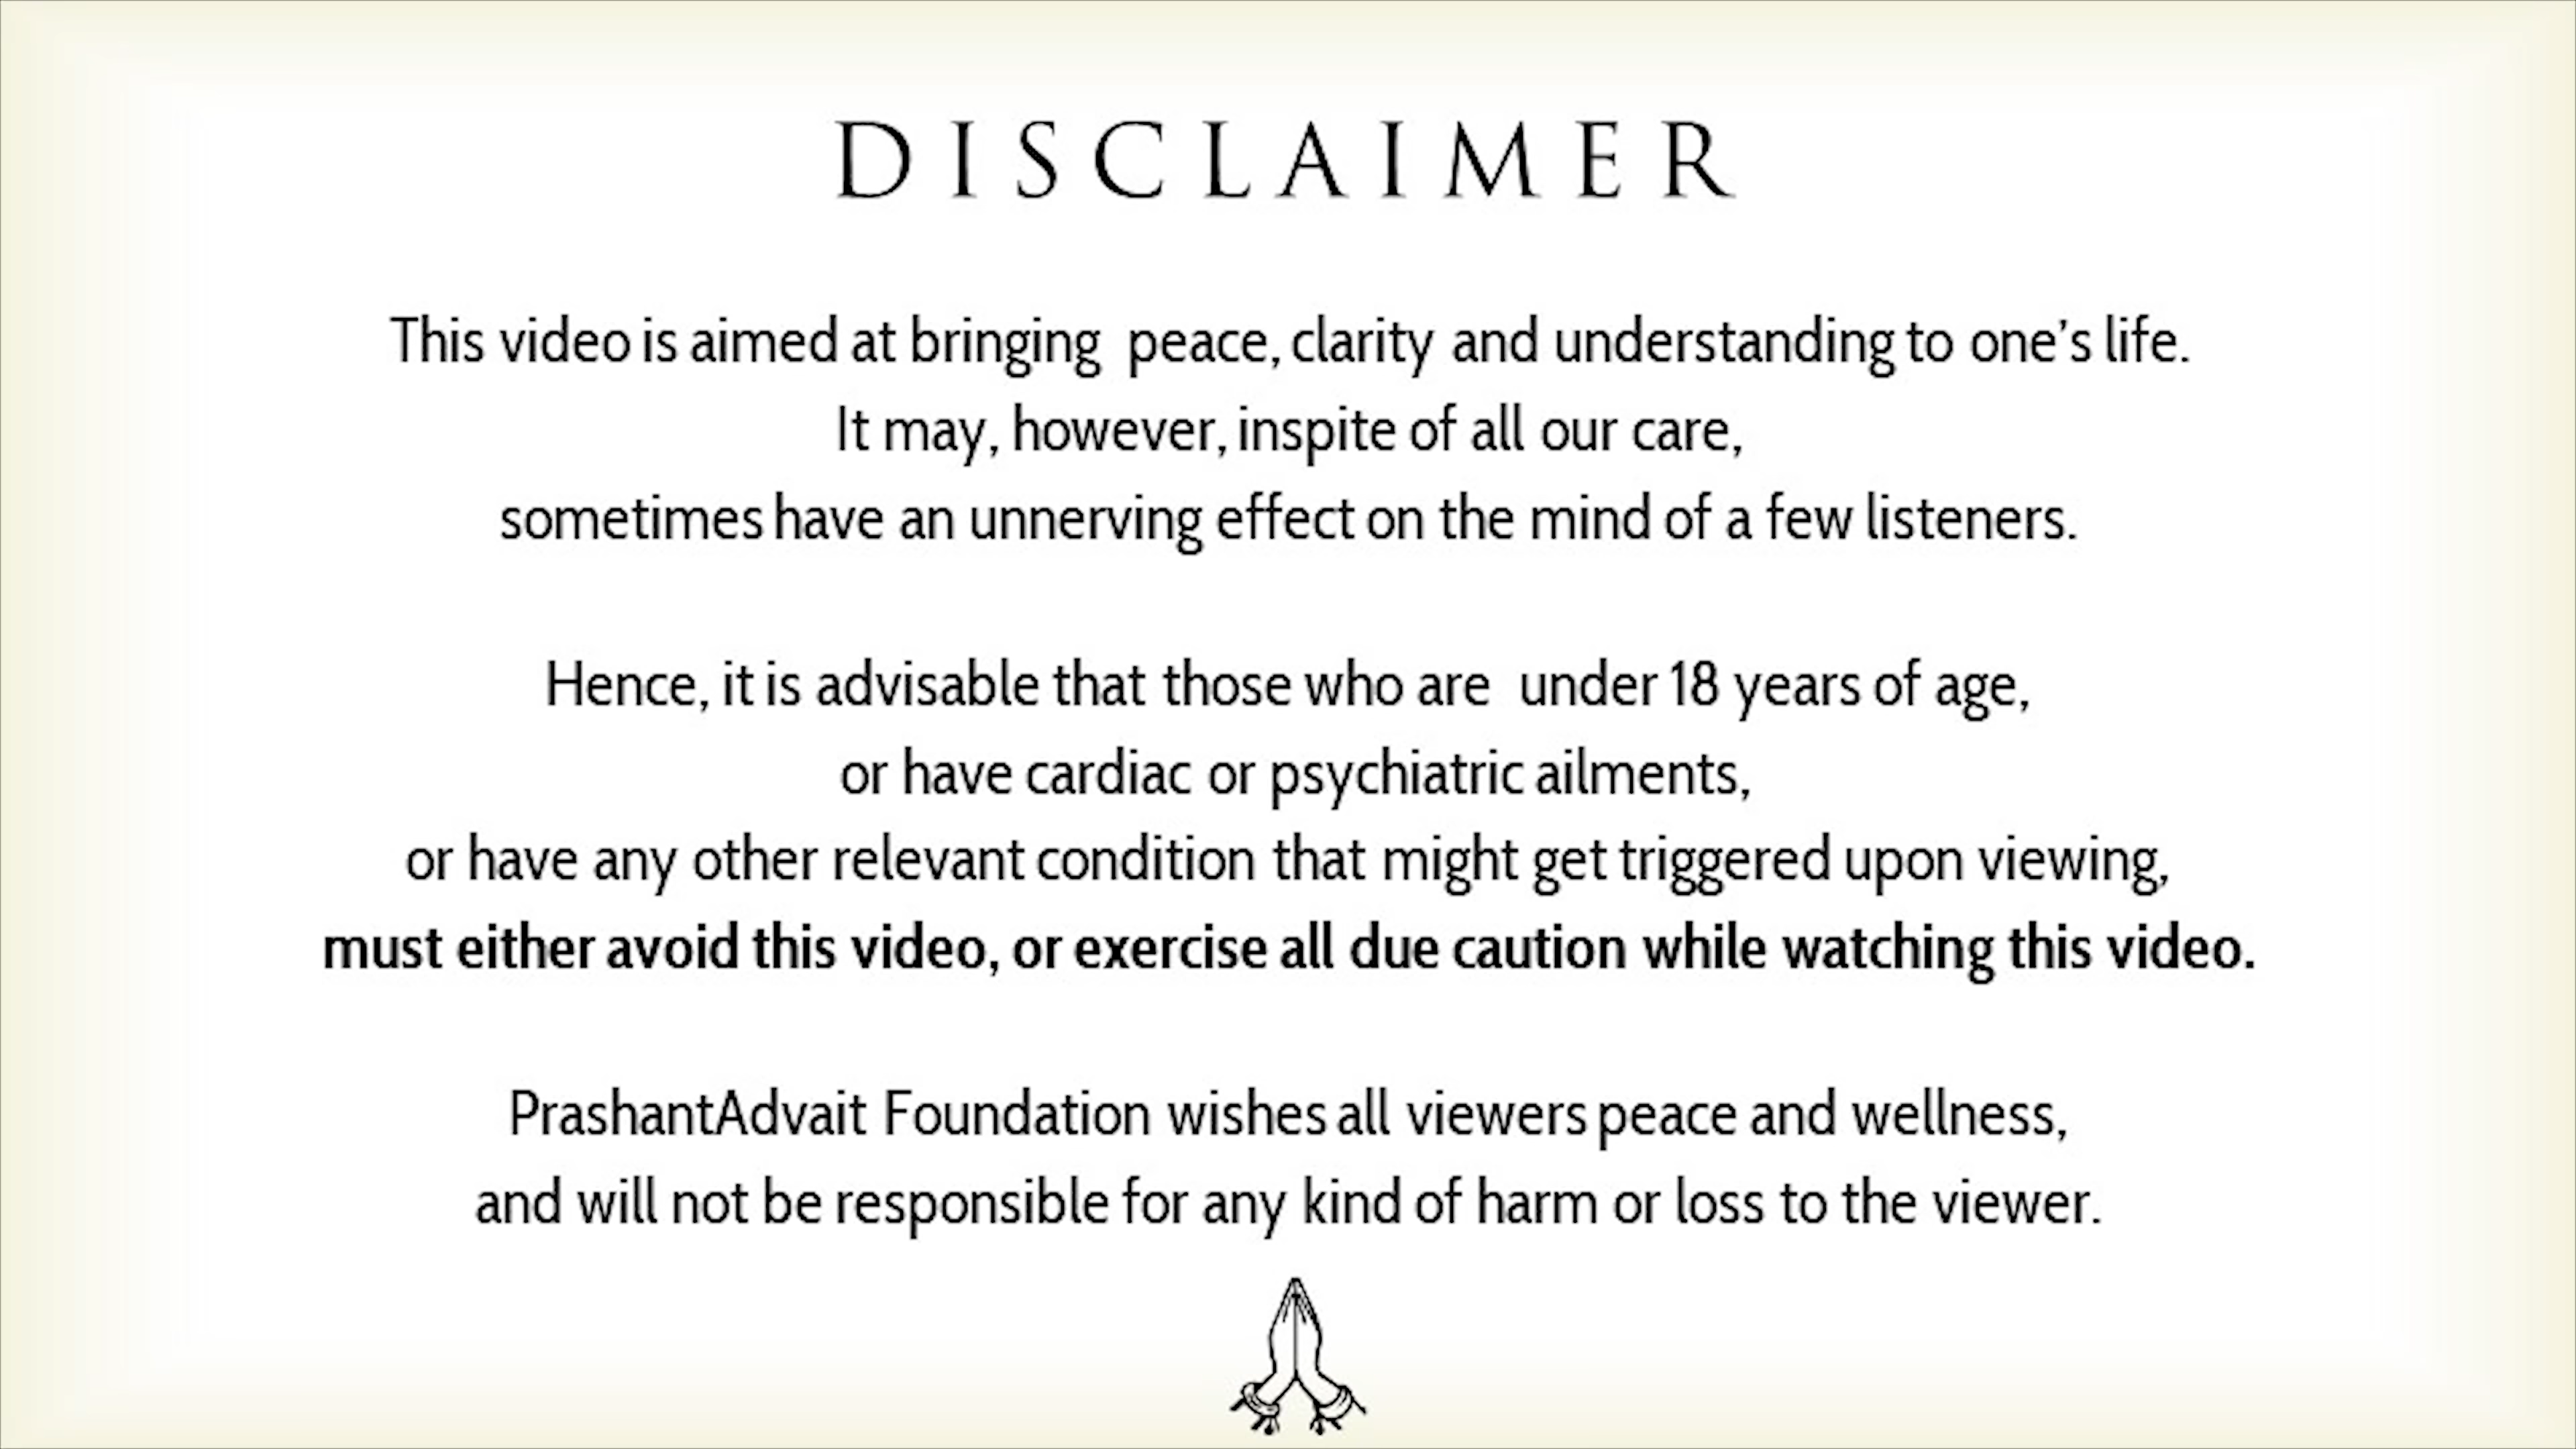 DISCLAIMER
This video is aimed at bringing peace, clarity and understanding to one's life.
It may, however, inspite of all our care,
sometimes have an unnerving effect on the mind of a few listeners.
Hence, it is advisable that those who are under 18 years of age,
or have cardiac or psychiatric ailments,
or have any other relevant condition that might get triggered upon viewing,
must either avoid this video, or exercise all due caution while watching this video.
PrashantAdvait Foundation wishes all viewers peace and wellness,
and will not be responsible for any kind of harm or loss to the viewer.